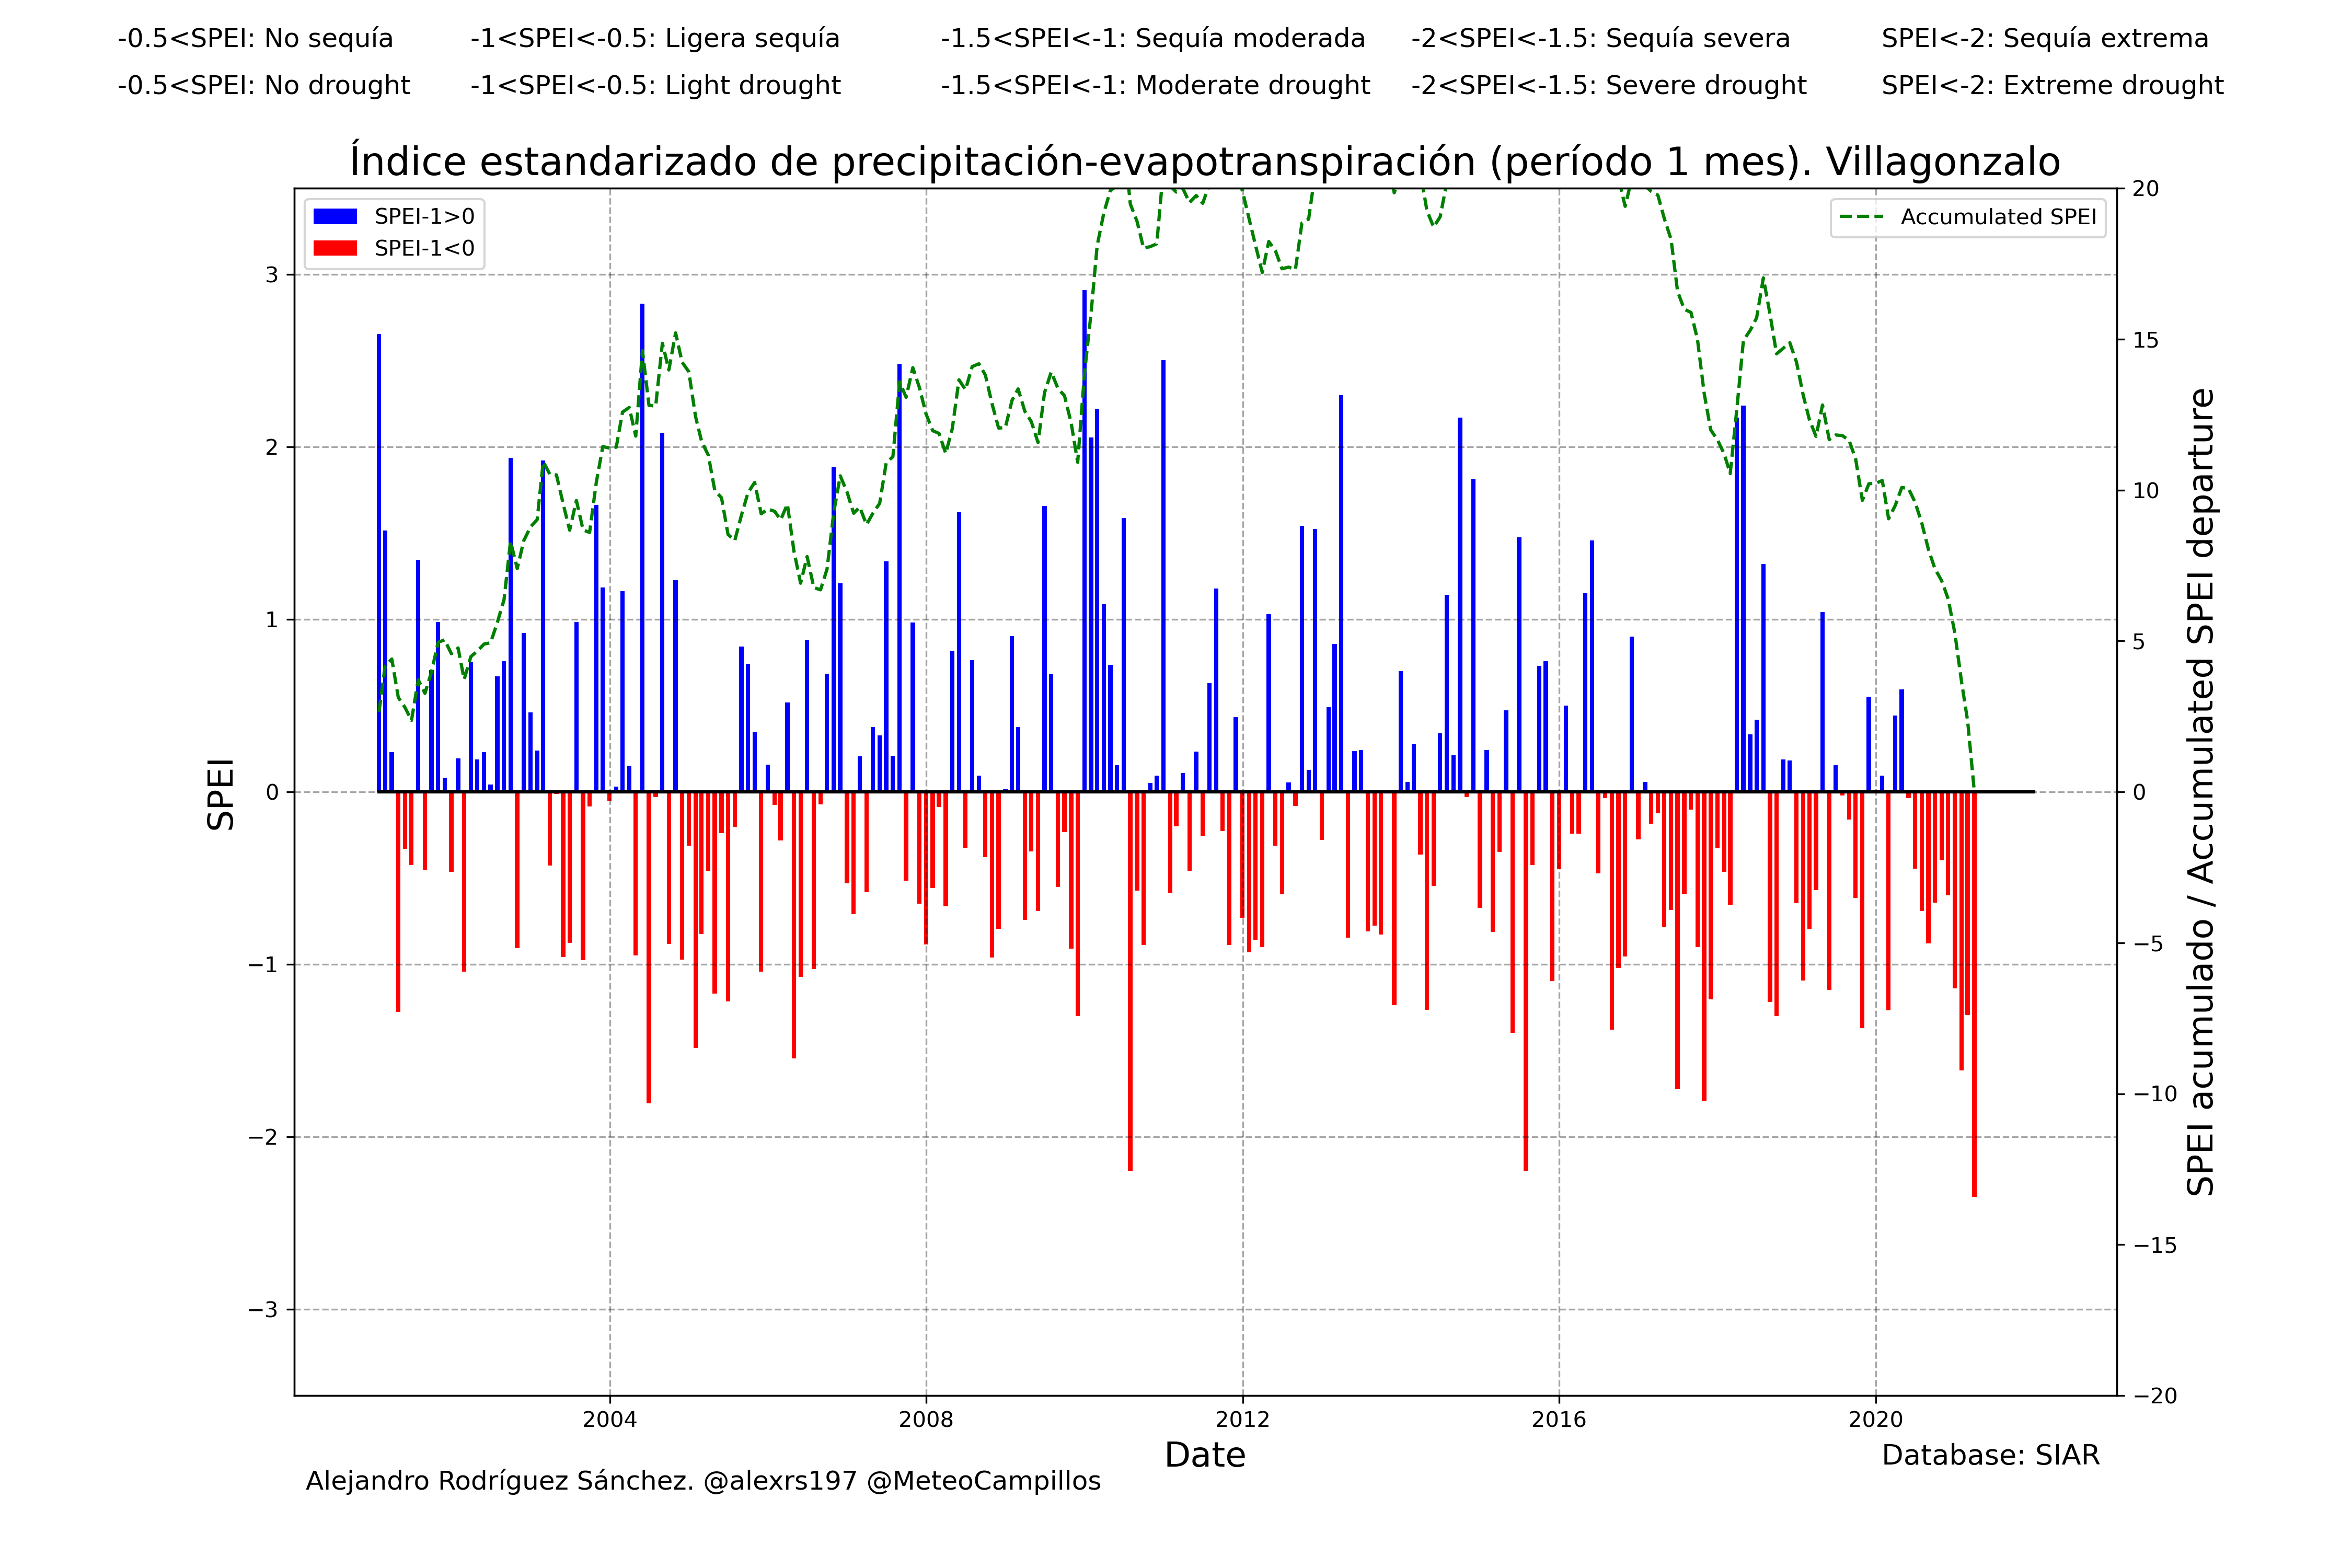 -0.5<SPEI: No sequía -1<SPEI<-0.5: Ligera sequía -1.5<SPEI<-1: Sequía moderada -2<SPEI<-1.5: Sequía severa SPEI<-2: Sequía extrema
-0.5<SPEI: No drought -1<SPEI<-0.5: Light drought -1.5<SPEI<-1: Moderate drought -2<SPEI<-1.5: Severe drought SPEI<-2: Extreme drought
Índice estandarizado de precipitación-evapotranspiración (período 1 mes). Villagonzalo
SPEI-1>0
SPEI-1<0
Accumulated SPEI
SPEI
3
2
1
0
−1
−2
−3
20
15
10
5
0
−5
−10
−15
−20
SPEI acumulado / Accumulated SPEI departure
2004 2008 2012 2016 2020
Date
Database: SIAR
Alejandro Rodríguez Sánchez. @alexrs197 @MeteoCampillos